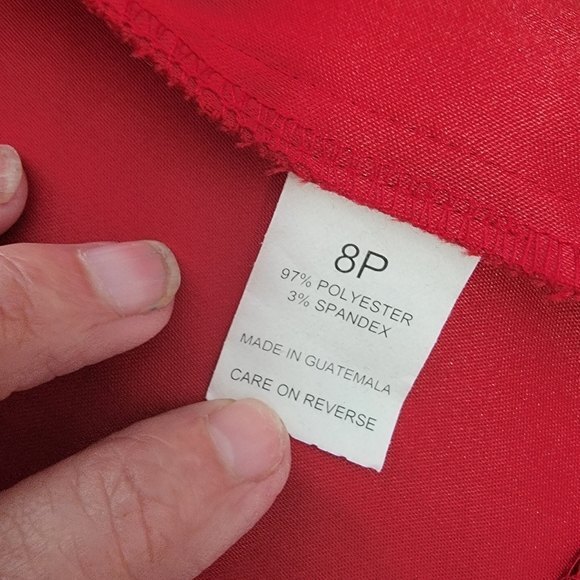 8P
97% POLYESTER
3% SPANDEX
MADE IN GUATEMALA
CARE ON REVERSE